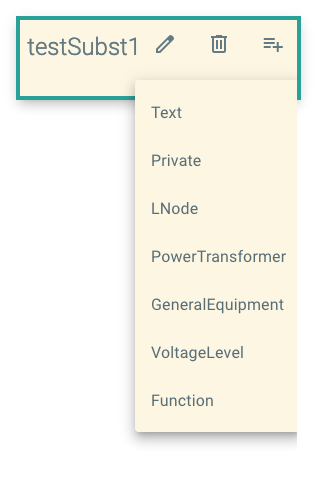 testSubst1
Text
Private
LNode
PowerTransformer
GeneralEquipment
VoltageLevel
Function